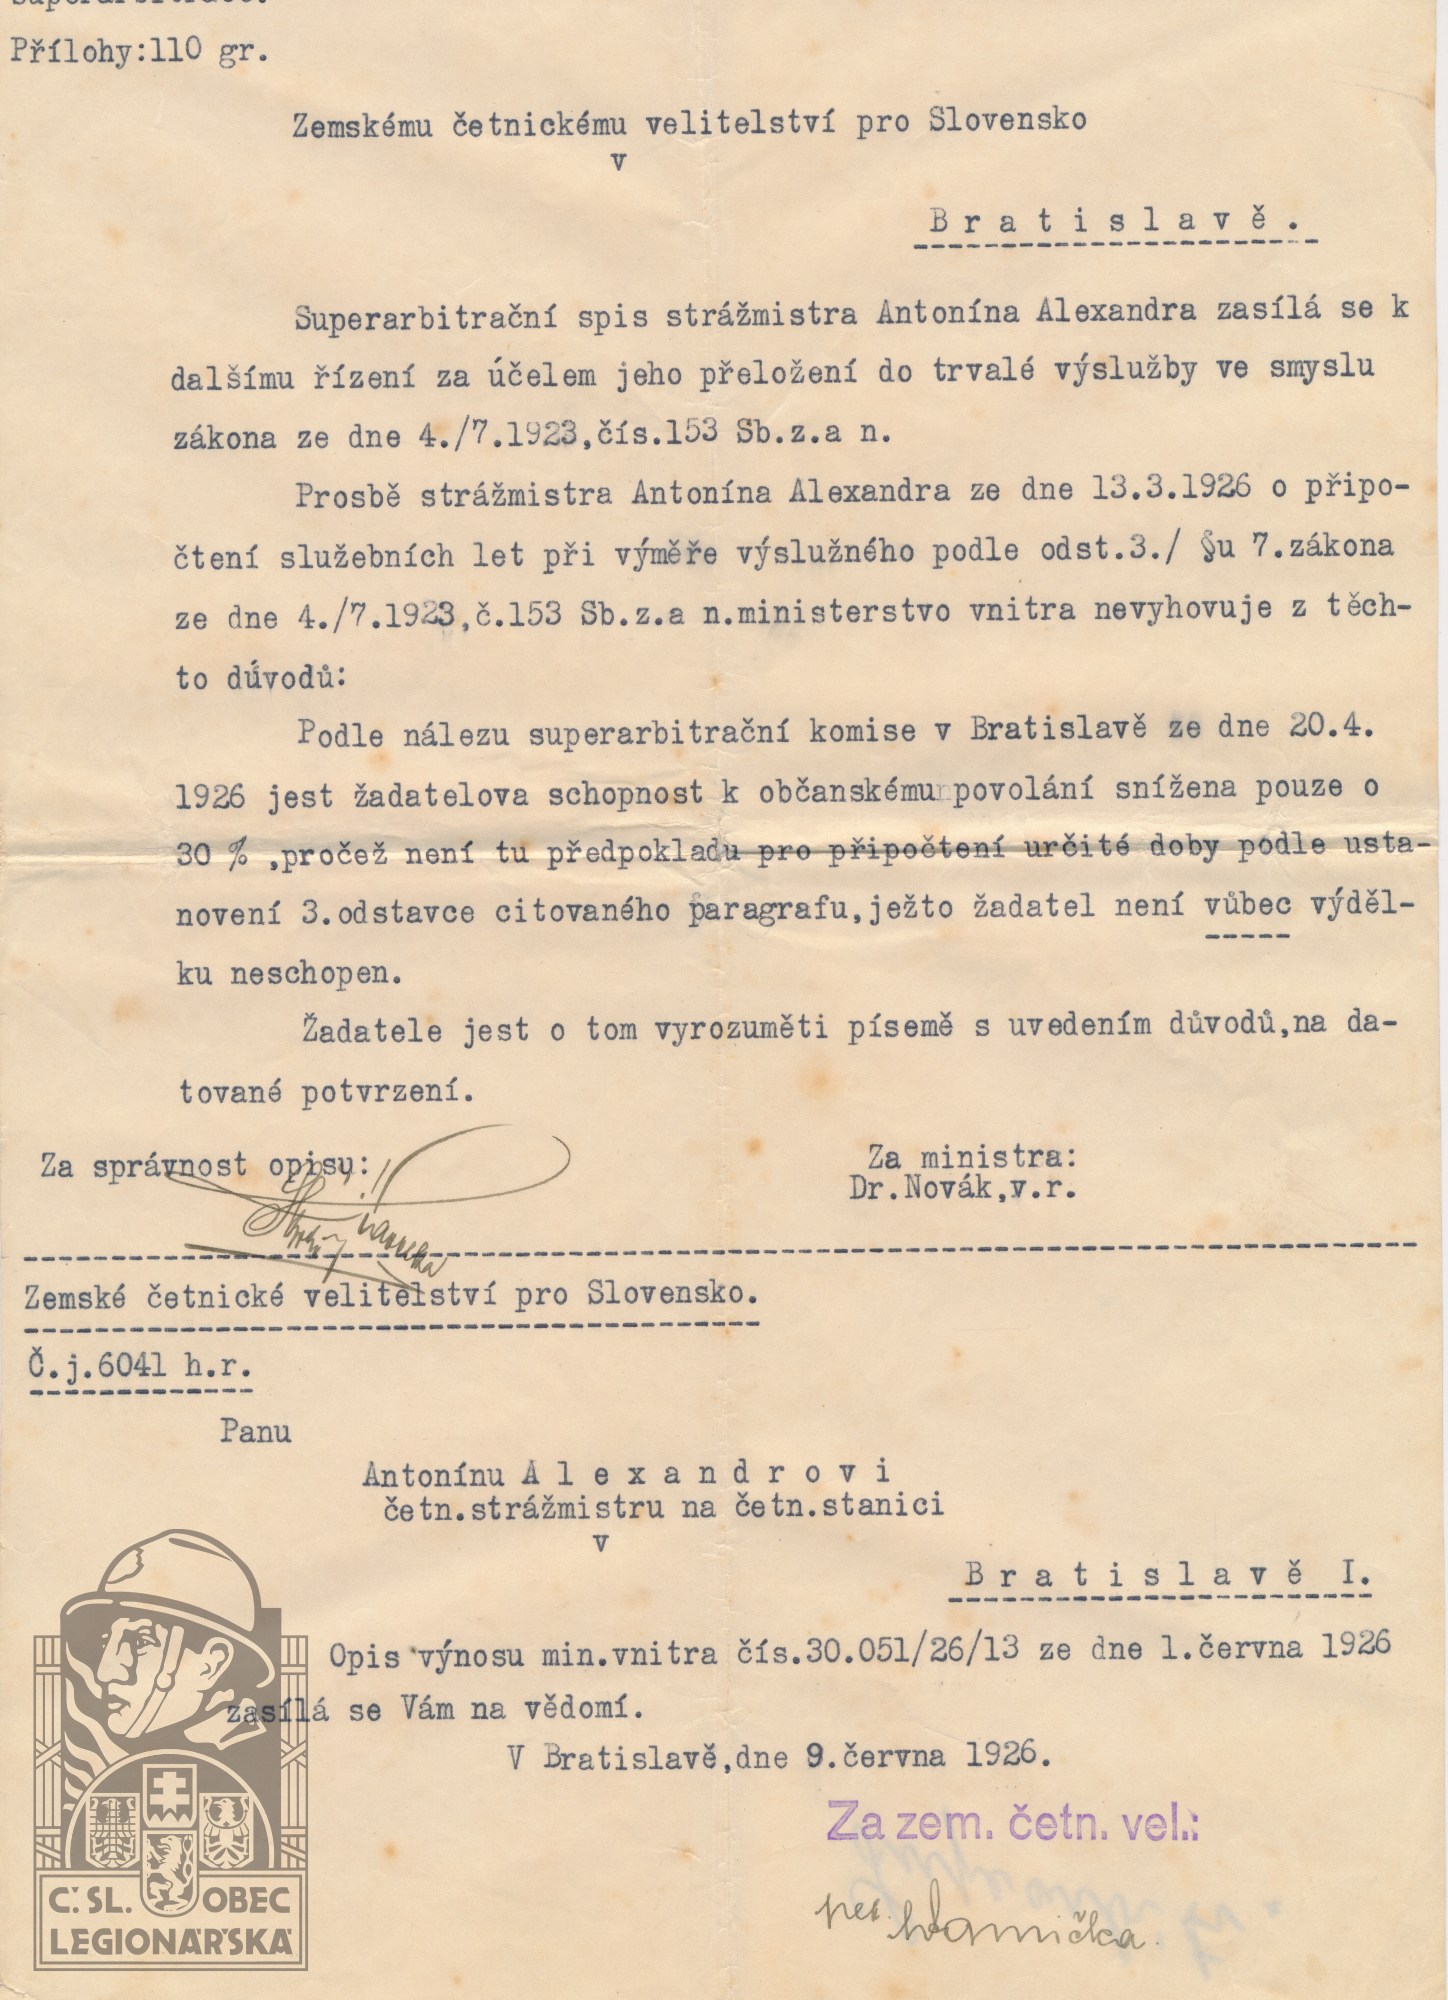 superarbitrace.
Přílohy:110 gr.
Zemskému četnickému velitelství pro Slovensko
v
Bratislavě.
Superarbitrační spis strážmistra Antonína Alexandra zasílá se k
dalšímu řízení za účelem jeho přeložení do trvalé výslužby ve smyslu
zákona ze dne 4./7.1923,čís.153 Sb.z.a n.
Prosbě strážmistra Antonína Alexandra ze dne 13.3.1926 o připo-
čtení služebních let při výměře výslužného podle odst.3./ §u 7.zákona
ze dne 4./7.1923,č.153 Sb.z.a n.ministerstvo vnitra nevyhovuje z těch-
to důvodů:
Podle nálezu superarbitrační komise v Bratislavě ze dne 20.4.
1926 jest žadatelova schopnost k občanskému povolání snížena pouze o
30 % ,pročež není tu předpokladu pro připočtení určité doby podle usta-
novení 3.odstavce citovaného paragrafu,ježto žadatel není vůbec výděl-
ku neschopen.
Žadatele jest o tom vyrozuměti písemě s uvedením důvodů,na da-
tované potvrzení.
Za správnost opisu:
Za ministra:
Dr.Novák,v.r.
Zemské četnické velitelství pro Slovensko.
Č.j.6041 h.r.
Panu
Antonínu Alexandrovi
četn.strážmistru na četn.stanici
v
Bratislavě I.
Opis výnosu min.vnitra čís.30.051/26/13 ze dne 1.června 1926
zasílá se Vám na vědomí.
V Bratislavě,dne 9.června 1926.
Za zem. četn. vel.:
Č.SL. OBEC
LEGIONÁŘSKÁ